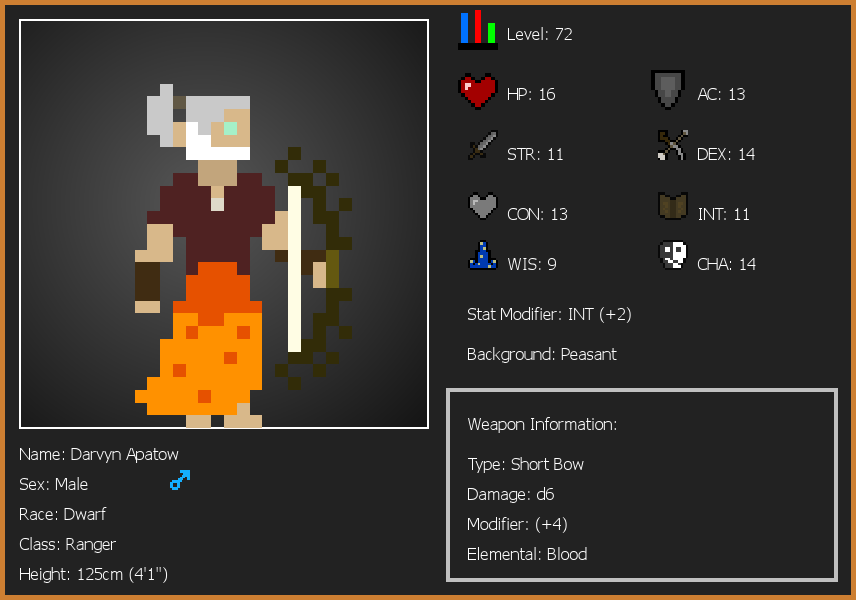 Level: 72
HP: 16
AC: 13
STR: 11
DEX: 14
CON: 13
INT: 11
WIS: 9
CHA: 14
Stat Modifier: INT (+2)
Background: Peasant
Weapon Information:
Type: Short Bow
Damage: d6
Modifier: (+4)
Elemental: Blood
Name: Darvyn Apatow
Sex: Male
Race: Dwarf
Class: Ranger
Height: 125cm (4'1")